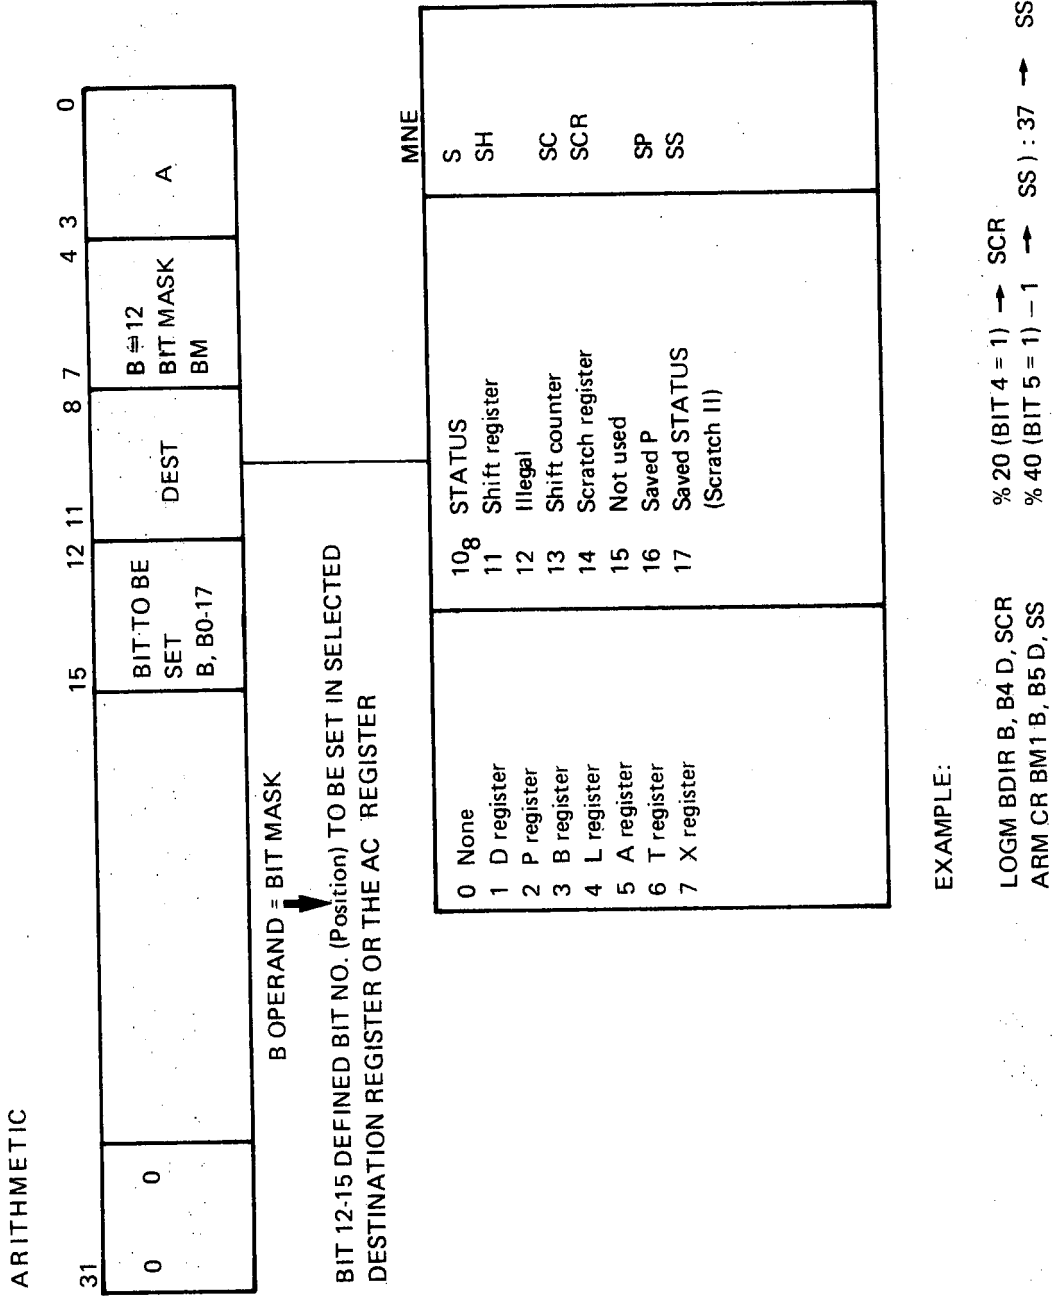 ARITHMETIC
31 15 12 11 8 7 4 3 0
0 0
BIT TO BE
SET
B, B0-17
DEST
B = 12
BIT MASK
BM
A
B OPERAND = BIT MASK
BIT 12-15 DEFINED BIT NO. (Position) TO BE SET IN SELECTED
DESTINATION REGISTER OR THE AC REGISTER
MNE
0 None
1 D register
2 P register
3 B register
4 L register
5 A register
6 T register
7 X register
10₈ STATUS S
11 Shift register SH
12 Illegal
13 Shift counter SC
14 Scratch register SCR
15 Not used
16 Saved P SP
17 Saved STATUS SS
(Scratch II)
EXAMPLE:
LOGM BDIR B, B4 D, SCR % 20 (BIT 4 = 1) → SCR
ARM CR BM1 B, B5 D, SS % 40 (BIT 5 = 1) – 1 → SS ) : 37 → SS